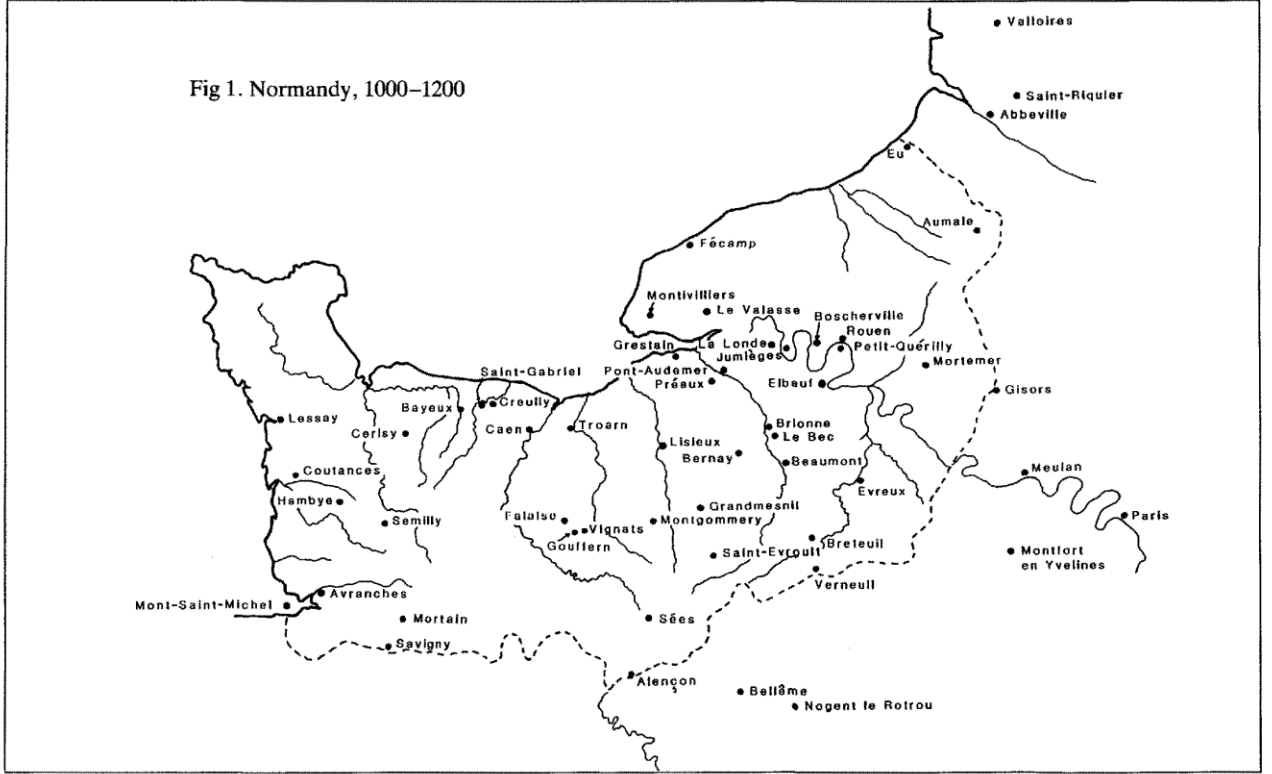 Fig 1. Normandy, 1000–1200
Valloires
Saint-Riquier
Abbeville
Eu
Aumale
Fécamp
Montivilliers
Le Valasse
Boscherville
Rouen
Petit-Quérilly
Grestain
La Londe
Jumièges
Pont-Audemer
Préaux
Elbeuf
Mortemer
Gisors
Saint-Gabriel
Creully
Bayeux
Lessay
Cerisy
Caen
Troarn
Lisieux
Bernay
Brionne
Le Bec
Beaumont
Evreux
Meulan
Paris
Coutances
Hambye
Semilly
Falaise
Vignats
Gouffern
Montgommery
Grandmesnil
Saint-Evroult
Breteuil
Verneuil
Montfort
en Yvelines
Mont-Saint-Michel
Avranches
Mortain
Savigny
Sées
Alençon
Bellême
Nogent le Rotrou